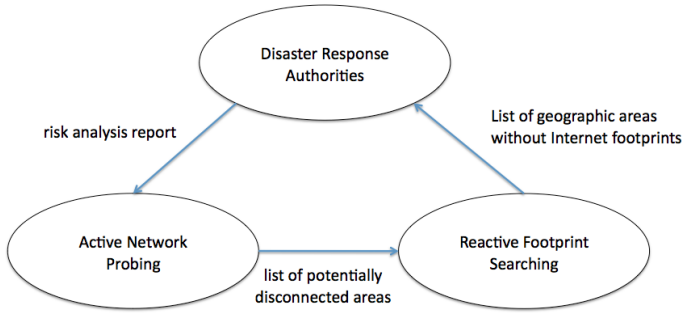 Disaster Response
Authorities
risk analysis report
List of geographic areas
without Internet footprints
Active Network
Probing
list of potentially
disconnected areas
Reactive Footprint
Searching